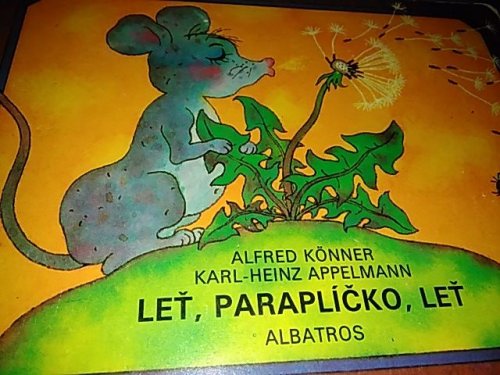 ALFRED KÖNNER
KARL-HEINZ APPELMANN
LEŤ, PARAPLÍČKO, LEŤ
ALBATROS